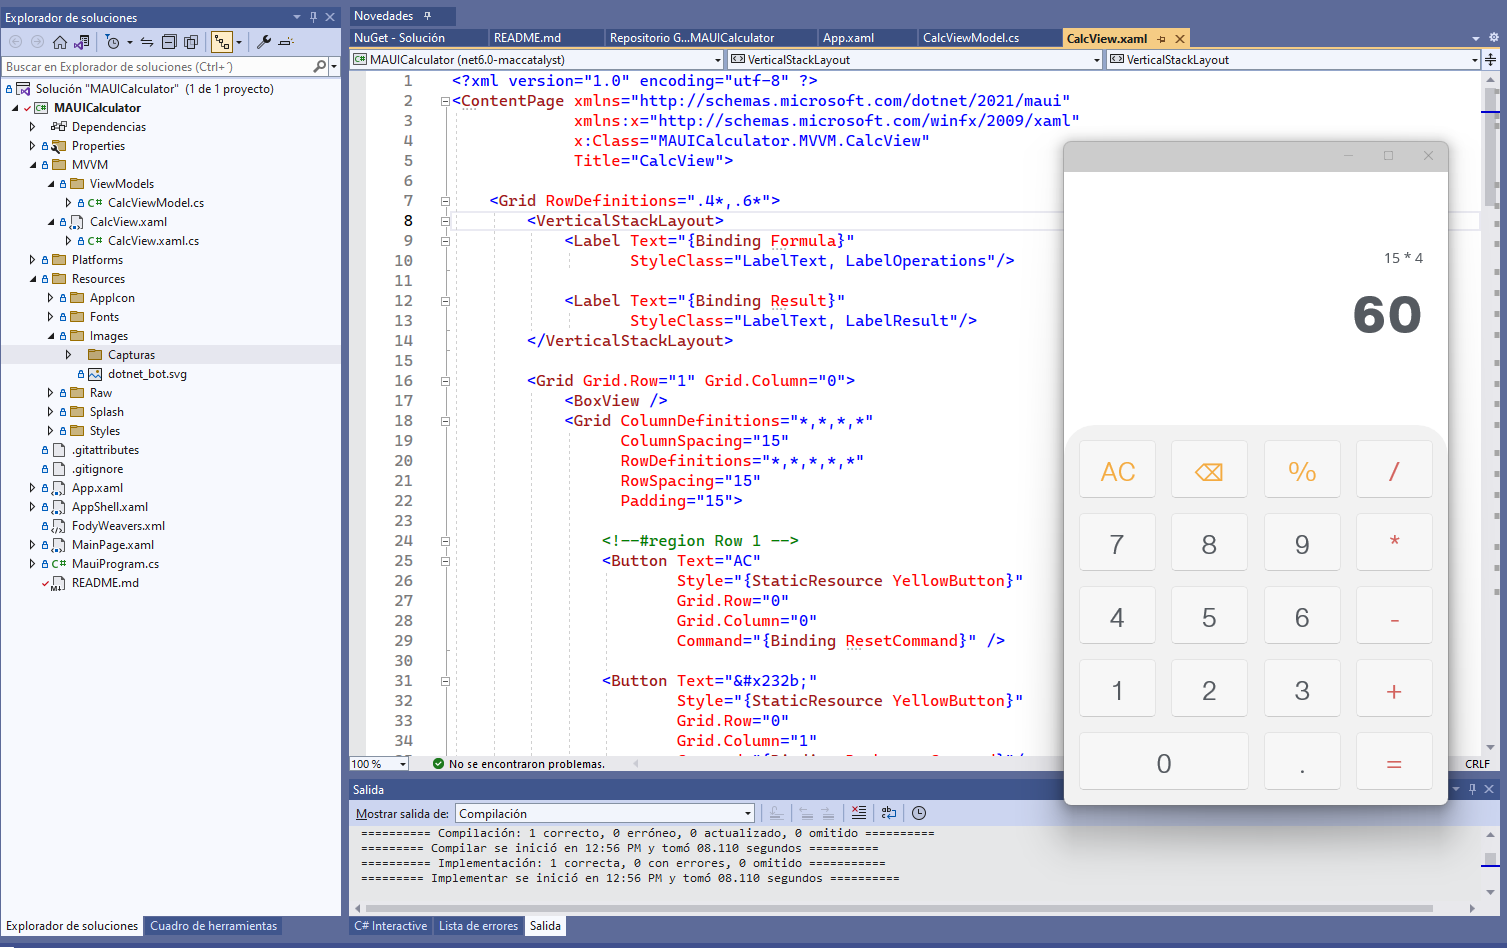 Explorador de soluciones
Buscar en Explorador de soluciones (Ctrl+´)
Solución "MAUICalculator" (1 de 1 proyecto)
MAUICalculator
Dependencias
Properties
MVVM
ViewModels
CalcViewModel.cs
CalcView.xaml
CalcView.xaml.cs
Platforms
Resources
AppIcon
Fonts
Images
Capturas
dotnet_bot.svg
Raw
Splash
Styles
.gitattributes
.gitignore
App.xaml
AppShell.xaml
FodyWeavers.xml
MainPage.xaml
MauiProgram.cs
README.md
Explorador de soluciones
Cuadro de herramientas
Novedades
NuGet - Solución
README.md
Repositorio G...MAUICalculator
App.xaml
CalcViewModel.cs
CalcView.xaml
MAUICalculator (net6.0-maccatalyst)
VerticalStackLayout
VerticalStackLayout
1 <?xml version="1.0" encoding="utf-8" ?>
2 <ContentPage xmlns="http://schemas.microsoft.com/dotnet/2021/maui"
3 xmlns:x="http://schemas.microsoft.com/winfx/2009/xaml"
4 x:Class="MAUICalculator.MVVM.CalcView"
5 Title="CalcView">
6
7 <Grid RowDefinitions=".4*,.6*">
8 <VerticalStackLayout>
9 <Label Text="{Binding Formula}"
10 StyleClass="LabelText, LabelOperations"/>
11
12 <Label Text="{Binding Result}"
13 StyleClass="LabelText, LabelResult"/>
14 </VerticalStackLayout>
15
16 <Grid Grid.Row="1" Grid.Column="0">
17 <BoxView />
18 <Grid ColumnDefinitions="*,*,*,*"
19 ColumnSpacing="15"
20 RowDefinitions="*,*,*,*,*"
21 RowSpacing="15"
22 Padding="15">
23
24 <!--#region Row 1 -->
25 <Button Text="AC"
26 Style="{StaticResource YellowButton}"
27 Grid.Row="0"
28 Grid.Column="0"
29 Command="{Binding ResetCommand}" />
30
31 <Button Text="&#x232b;"
32 Style="{StaticResource YellowButton}"
33 Grid.Row="0"
34 Grid.Column="1"
100 %
No se encontraron problemas.
CRLF
15 * 4
60
AC ⌫ % /
7 8 9 *
4 5 6 -
1 2 3 +
0 . =
Salida
Mostrar salida de: Compilación
========== Compilación: 1 correcto, 0 erróneo, 0 actualizado, 0 omitido ==========
========= Compilar se inició en 12:56 PM y tomó 08.110 segundos ==========
========== Implementación: 1 correcta, 0 con errores, 0 omitido ===========
========= Implementar se inició en 12:56 PM y tomó 08.110 segundos ==========
C# Interactive
Lista de errores
Salida